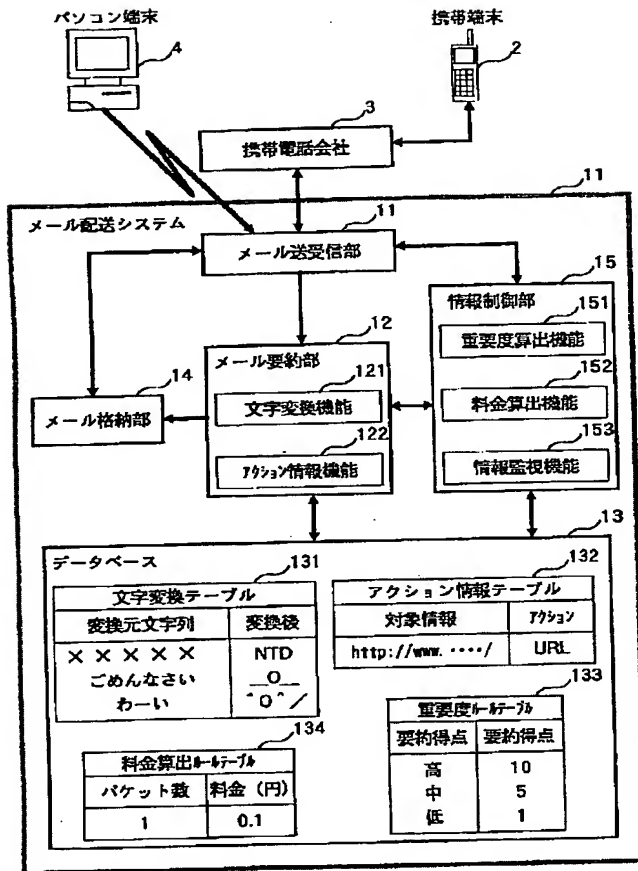 パソコン端末
携帯端末
4
2
3
携帯電話会社
11
メール配送システム
11
メール送受信部
15
情報制御部
151
重要度算出機能
12
メール要約部
121
文字変換機能
152
料金算出機能
14
メール格納部
122
アクション情報機能
153
情報監視機能
13
データベース
131
文字変換テーブル
変換元文字列 変換後
××××× NTD
ごめんなさい _O_
わーい ^O^/
132
アクション情報テーブル
対象情報 アクション
http://www.····/ URL
133
重要度ルールテーブル
要約得点 要約得点
高 10
中 5
低 1
134
料金算出ルールテーブル
パケット数 料金(円)
1 0.1